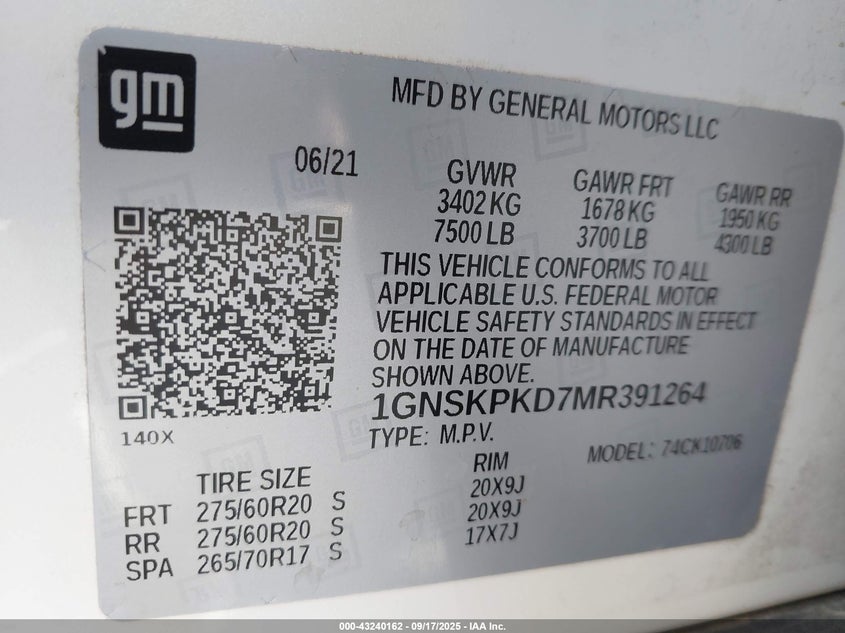 gm
MFD BY GENERAL MOTORS LLC
06/21
GVWR
3402 KG
7500 LB
GAWR FRT
1678 KG
3700 LB
GAWR RR
1950 KG
4300 LB
THIS VEHICLE CONFORMS TO ALL
APPLICABLE U.S. FEDERAL MOTOR
VEHICLE SAFETY STANDARDS IN EFFECT
ON THE DATE OF MANUFACTURE
SHOWN ABOVE.
1GNSKPKD7MR391264
140X
TYPE: M.P.V.
MODEL: 74CK10706
TIRE SIZE
RIM
FRT 275/60R20 S 20X9J
RR 275/60R20 S 20X9J
SPA 265/70R17 S 17X7J
000-43240162 - 09/17/2025 - IAA Inc.